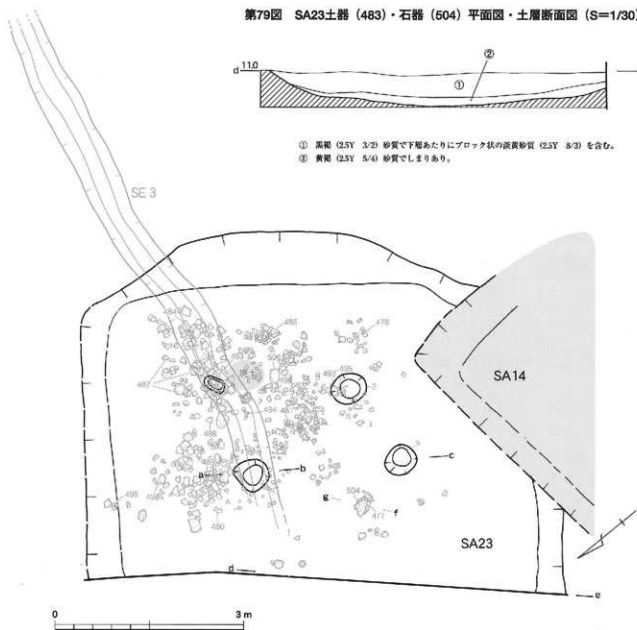 第79図 SA23土器（483）・石器（504）平面図・土層断面図（S=1/30）
②
d 11.0
①
① 黒褐（2.5Y 3/2）砂質で下層あたりにブロック状の淡黄砂質（2.5Y 8/3）を含む。
② 黄褐（2.5Y 5/4）砂質でしまりあり。
SE 3
486
478
487
495
SA14
a
b
c
g
504
f
477
496
480
SA23
d
e
0
3 m